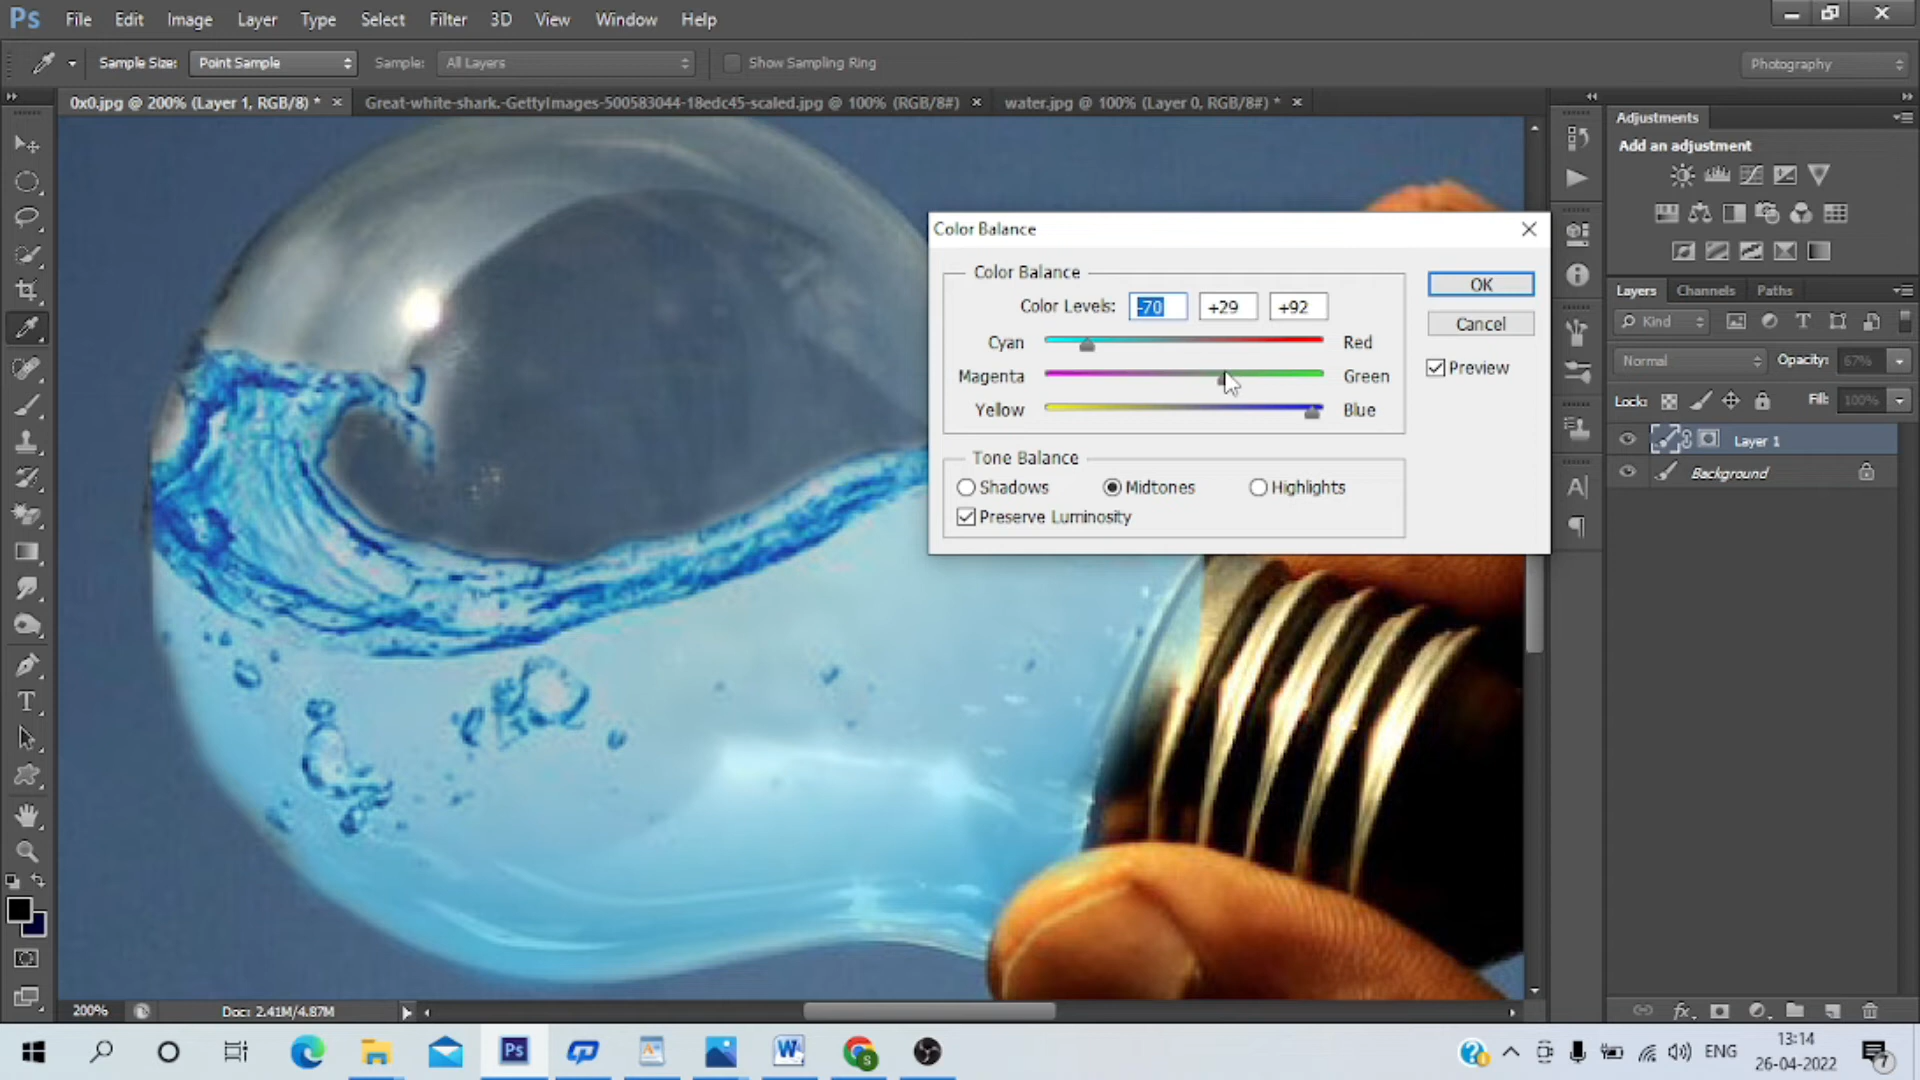 Ps File Edit Image Layer Type Select Filter 3D View Window Help
Sample Size: Point Sample Sample: All Layers Show Sampling Ring Photography
0x0.jpg @ 200% (Layer 1, RGB/8) * × Great-white-shark.-GettyImages-500583044-18edc45-scaled.jpg @ 100% (RGB/8#) × water.jpg @ 100% (Layer 0, RGB/8#) * ×
Adjustments
Add an adjustment
Color Balance
Color Balance
Color Levels: -70 +29 +92
Cyan Red
Magenta Green
Yellow Blue
OK
Cancel
Preview
Tone Balance
Shadows Midtones Highlights
Preserve Luminosity
Layers Channels Paths
Kind
Normal Opacity: 67%
Lock: Fill: 100%
Layer 1
Background
200% Doc: 2.41M/4.87M
ENG
13:14
26-04-2022
7